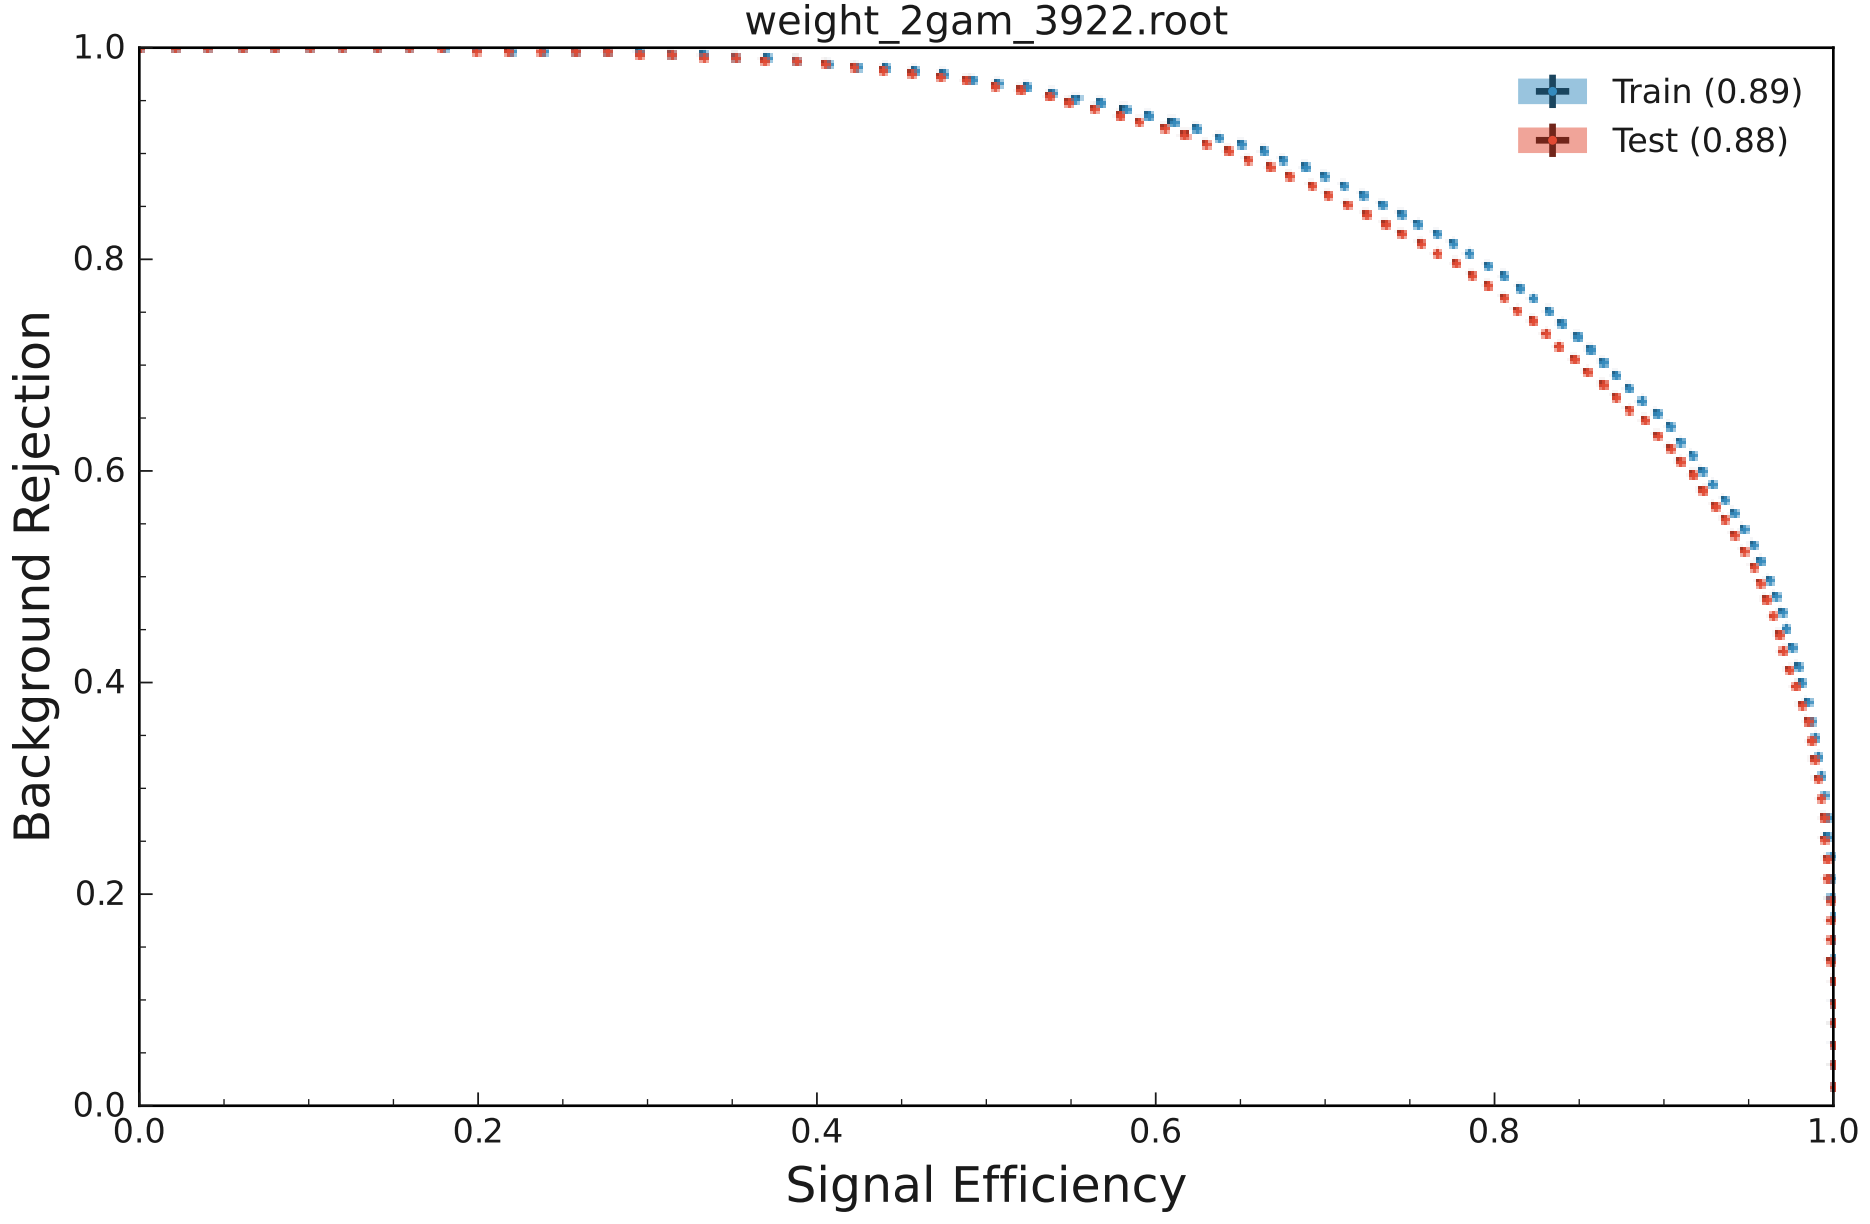 weight_2gam_3922.root
Train (0.89)
Test (0.88)
Background Rejection
1.0
0.8
0.6
0.4
0.2
0.0
0.0 0.2 0.4 0.6 0.8 1.0
Signal Efficiency